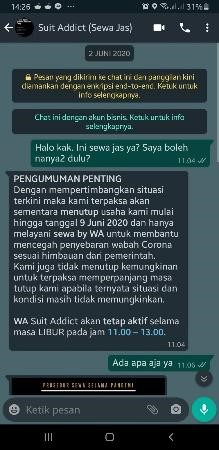 14:26
31%
Suit Addict (Sewa Jas)
2 JUNI 2020
Pesan yang dikirim ke chat ini dan panggilan kini
diamankan dengan enkripsi end-to-end. Ketuk untuk
info selengkapnya.
Chat ini dengan akun bisnis. Ketuk untuk info
selengkapnya.
Halo kak. Ini sewa jas ya? Saya boleh
nanya2 dulu?
11.04
PENGUMUMAN PENTING
Dengan mempertimbangkan situasi
terkini maka kami terpaksa akan
sementara menutup usaha kami mulai
hingga tanggal 9 Juni 2020 dan hanya
melayani sewa by WA untuk membantu
mencegah penyebaran wabah Corona
sesuai himbauan dari pemerintah.
Kami juga tidak menutup kemungkinan
untuk terpaksa memperpanjang masa
tutup kami apabila ternyata situasi dan
kondisi masih tidak memungkinkan.
WA Suit Addict akan tetap aktif selama
masa LIBUR pada jam 11.00 – 13.00.
11.04
Ada apa aja ya
11.06
PROSEDUR SEWA SELAMA PANDEMI
Ketik pesan